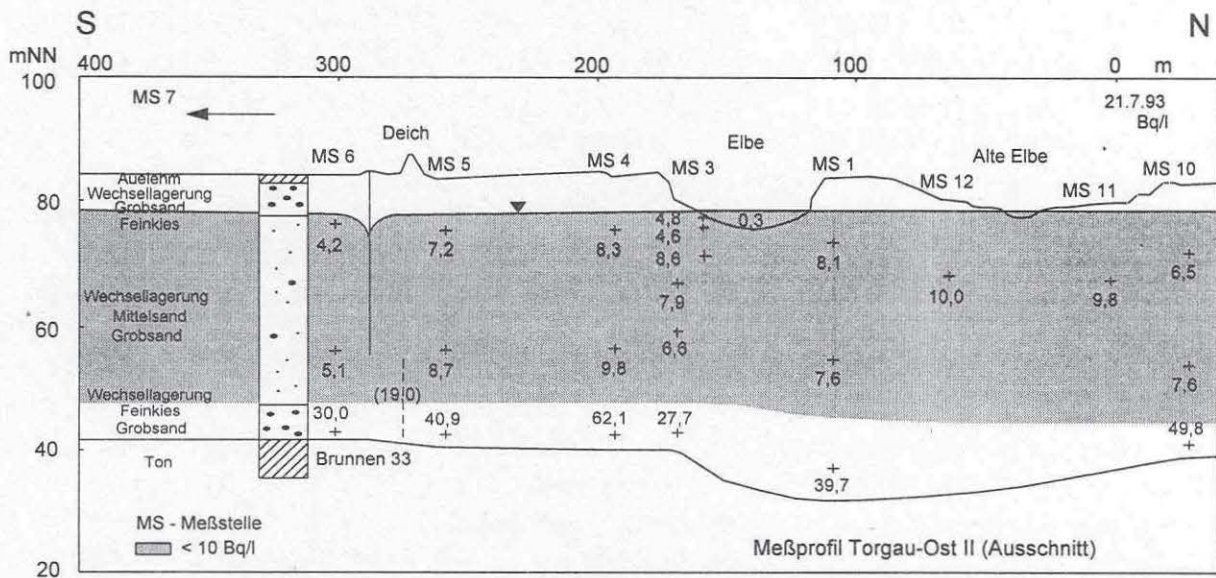 S N
mNN 400 300 200 100 0 m
100
MS 7 21.7.93
Bq/l
Deich Elbe
MS 6 MS 5 MS 4 MS 3 MS 1 Alte Elbe MS 10
MS 12 MS 11
Auelehm
Wechsellagerung
Grobsand
80
Feinkies
4,8 0,3
4,6
4,2 7,2 8,3 8,6 8,1 6,5
Wechsellagerung 7,9 10,0 9,8
Mittelsand
Grobsand
60
6,6
5,1 8,7 9,8 7,6 7,6
Wechsellagerung (19,0)
Feinkies 30,0 40,9 62,1 27,7
Grobsand 49,8
40
Ton Brunnen 33
39,7
MS - Meßstelle
< 10 Bq/l Meßprofil Torgau-Ost II (Ausschnitt)
20